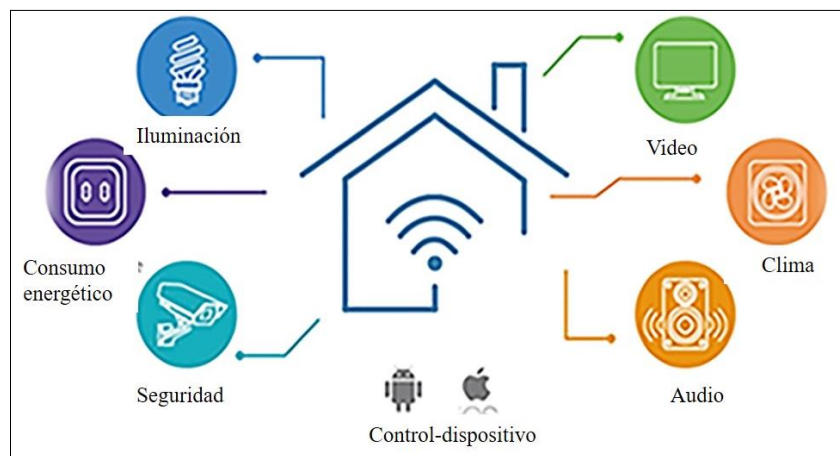 Iluminación
Video
Consumo
energético
Clima
Seguridad
Audio
Control-dispositivo